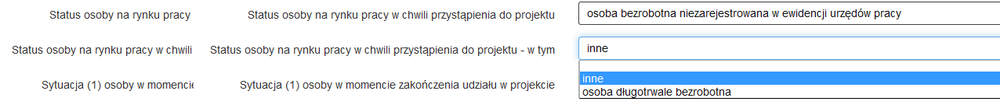 Status osoby na rynku pracy Status osoby na rynku pracy w chwili przystąpienia do projektu osoba bezrobotna niezarejestrowana w ewidencji urzędów pracy
Status osoby na rynku pracy w chwili Status osoby na rynku pracy w chwili przystąpienia do projektu - w tym inne
inne
Sytuacja (1) osoby w momencie Sytuacja (1) osoby w momencie zakończenia udziału w projekcie
osoba długotrwale bezrobotna